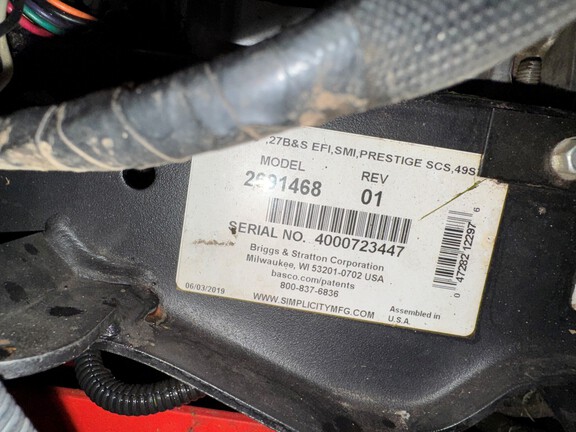 ,27B&S EFI,SMI,PRESTIGE SCS,49S
MODEL REV
2691468 01
SERIAL NO. 4000723447
Briggs & Stratton Corporation
Milwaukee, WI 53201-0702 USA
basco.com/patents
800-837-6836
06/03/2019
WWW.SIMPLICITYMFG.COM
Assembled in
U.S.A.
0 47282 12297 6